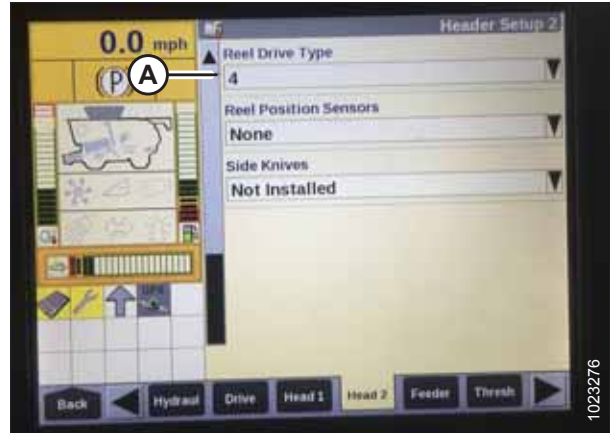 Header Setup 2
0.0 mph
(P)
A
Reel Drive Type
4
Reel Position Sensors
None
Side Knives
Not Installed
GPS
Back
Hydraul
Drive
Head 1
Head 2
Feeder
Thresh
1023276